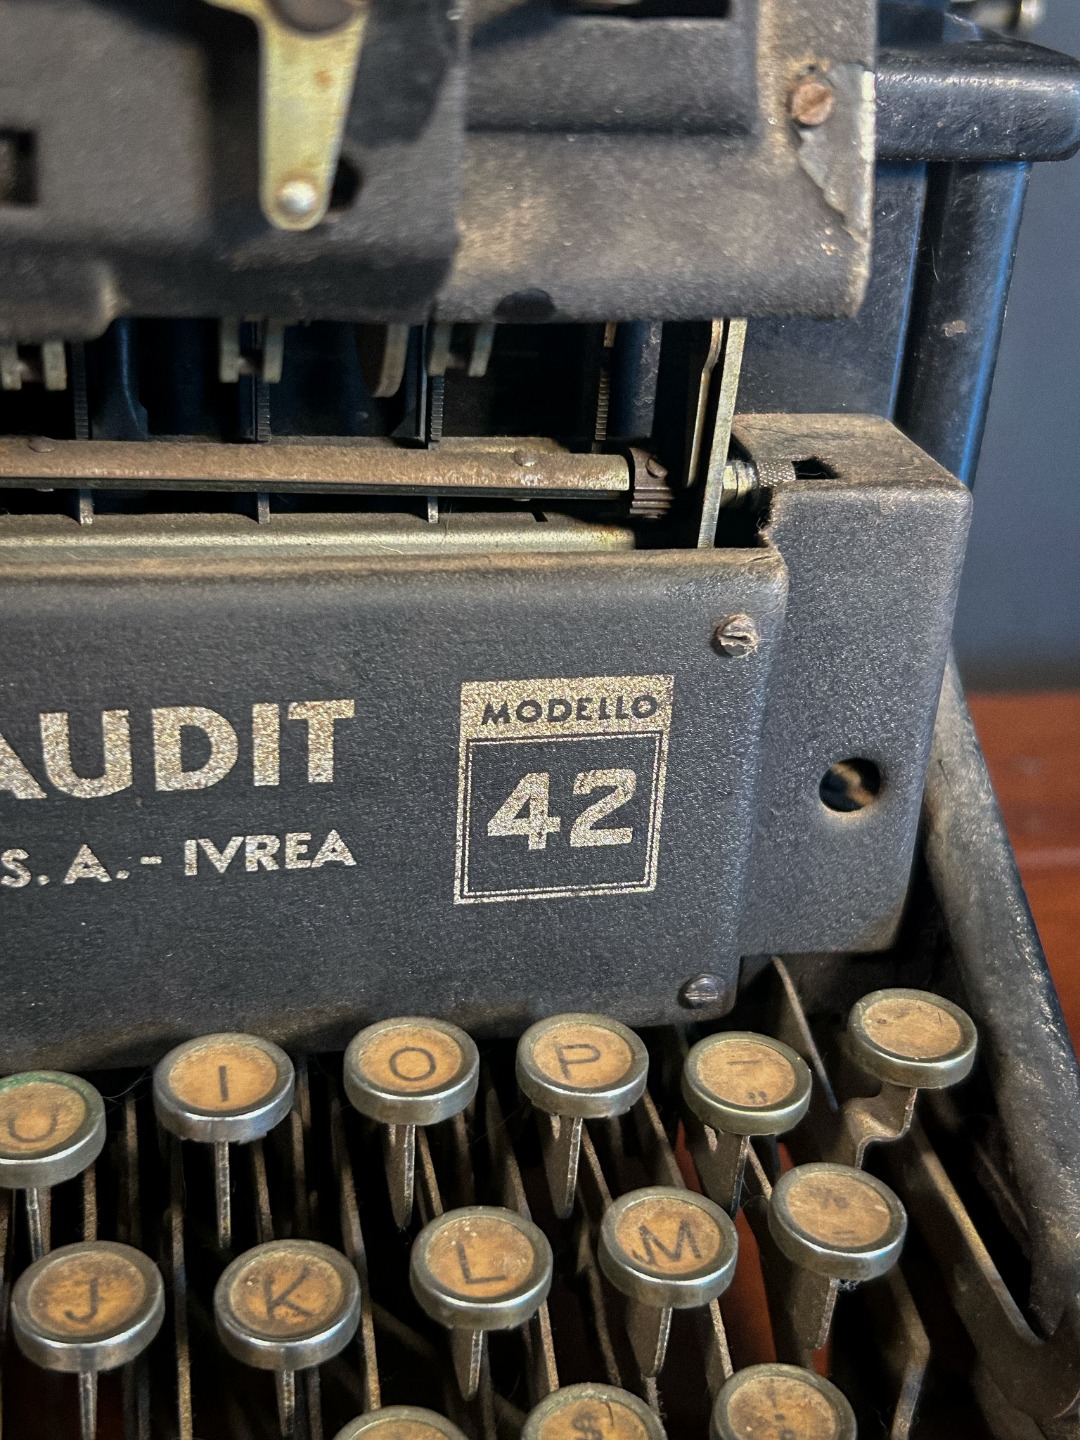 AUDIT
S. A. - IVREA
MODELLO
42
U I O P
J K L M